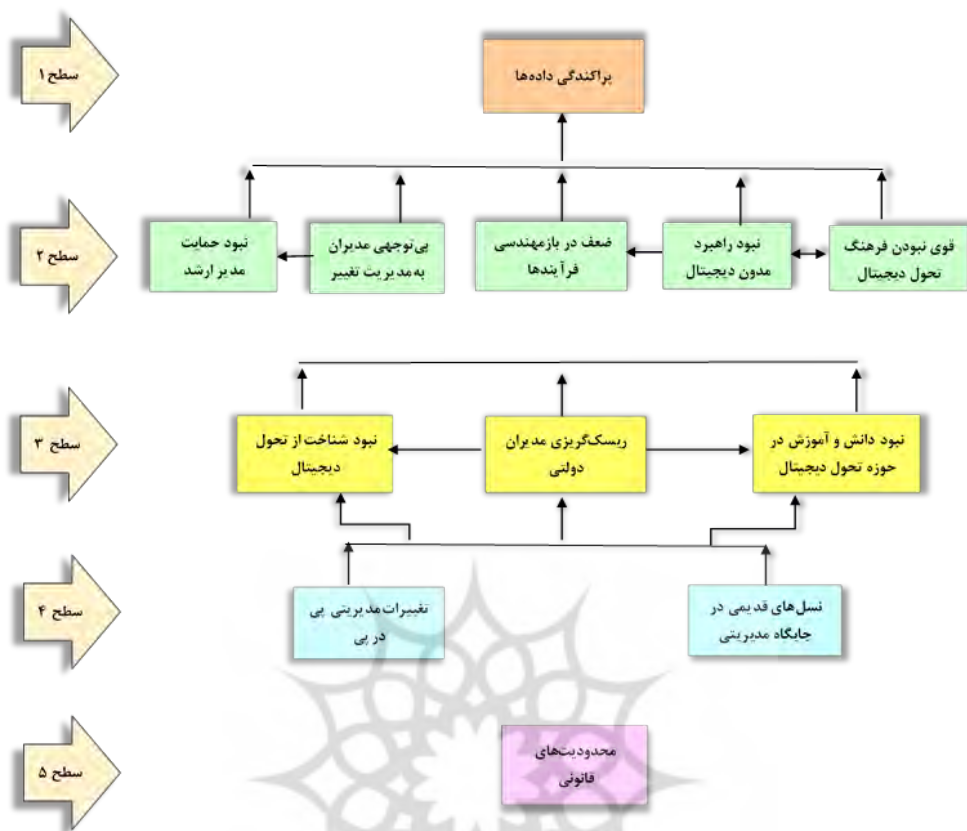 سطح ۱
پراکندگی داده‌ها
سطح ۲
قوی نبودن فرهنگ
تحول دیجیتال
نبود راهبرد
مدون دیجیتال
ضعف در بازمهندسی
فرآیندها
بی‌توجهی مدیران
به مدیریت تغییر
نبود حمایت
مدیر ارشد
سطح ۳
نبود دانش و آموزش در
حوزه تحول دیجیتال
ریسک‌گریزی مدیران
دولتی
نبود شناخت از تحول
دیجیتال
سطح ۴
نسل‌های قدیمی در
جایگاه مدیریتی
تغییرات مدیریتی پی
در پی
سطح ۵
محدودیت‌های
قانونی